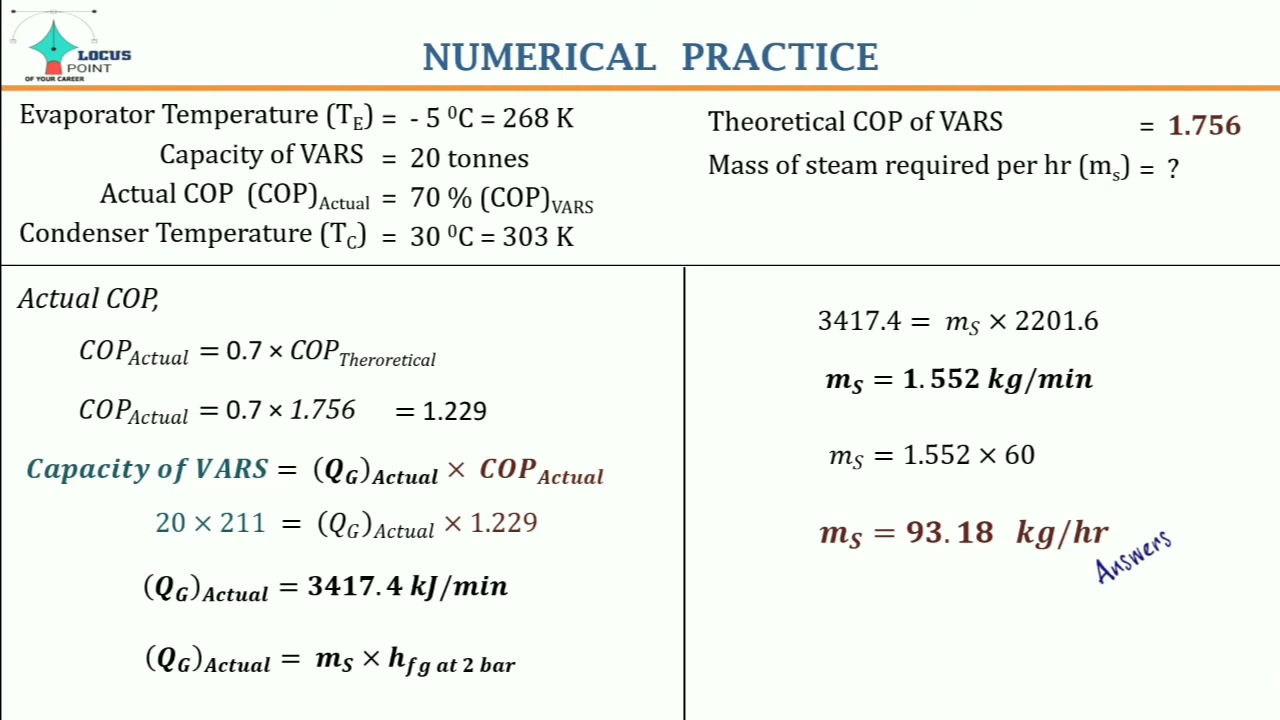 LOCUS
POINT
OF YOUR CAREER
NUMERICAL PRACTICE
Evaporator Temperature (T_E) = - 5 ⁰C = 268 K
Capacity of VARS = 20 tonnes
Actual COP (COP)_Actual = 70 % (COP)_VARS
Condenser Temperature (T_C) = 30 ⁰C = 303 K
Theoretical COP of VARS = 1.756
Mass of steam required per hr (m_s) = ?
Actual COP,
COP_Actual = 0.7 × COP_Theroretical
COP_Actual = 0.7 × 1.756 = 1.229
Capacity of VARS = (Q_G)_Actual × COP_Actual
20 × 211 = (Q_G)_Actual × 1.229
(Q_G)_Actual = 3417.4 kJ/min
(Q_G)_Actual = m_S × h_fg at 2 bar
3417.4 = m_S × 2201.6
m_S = 1.552 kg/min
m_S = 1.552 × 60
m_S = 93.18 kg/hr
Answers